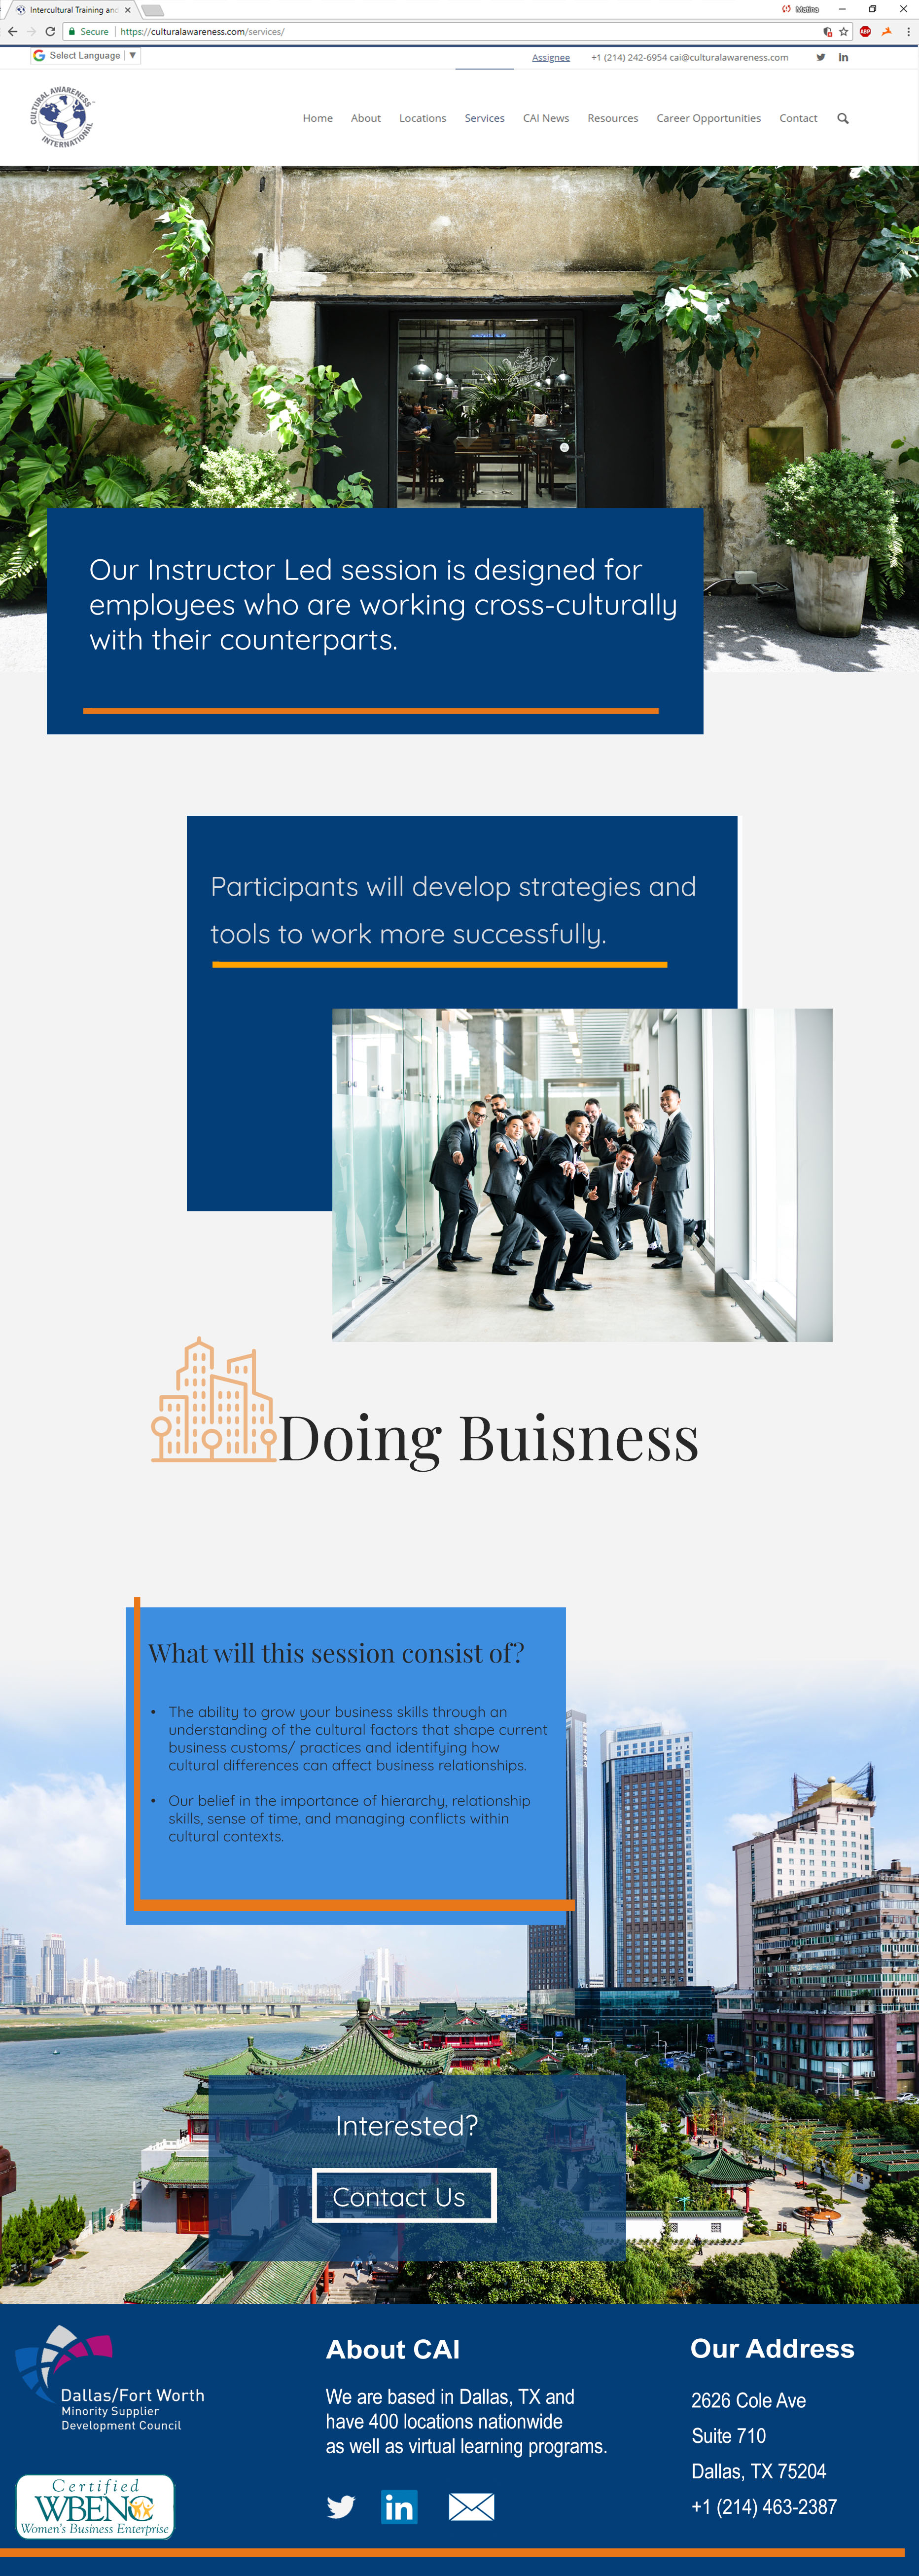 Intercultural Training and
Matina
Secure
https://culturalawareness.com/services/
ABP
Select Language ▼
Assignee
+1 (214) 242-6954 cai@culturalawareness.com
CULTURAL AWARENESS
INTERNATIONAL
Home About Locations Services CAI News Resources Career Opportunities Contact
Our Instructor Led session is designed for
employees who are working cross-culturally
with their counterparts.
Participants will develop strategies and
tools to work more successfully.
Doing Buisness
What will this session consist of?
• The ability to grow your business skills through an
understanding of the cultural factors that shape current
business customs/ practices and identifying how
cultural differences can affect business relationships.
• Our belief in the importance of hierarchy, relationship
skills, sense of time, and managing conflicts within
cultural contexts.
Interested?
Contact Us
Dallas/Fort Worth
Minority Supplier
Development Council
Certified
WBENC
Women's Business Enterprise
About CAI
We are based in Dallas, TX and
have 400 locations nationwide
as well as virtual learning programs.
in
Our Address
2626 Cole Ave
Suite 710
Dallas, TX 75204
+1 (214) 463-2387